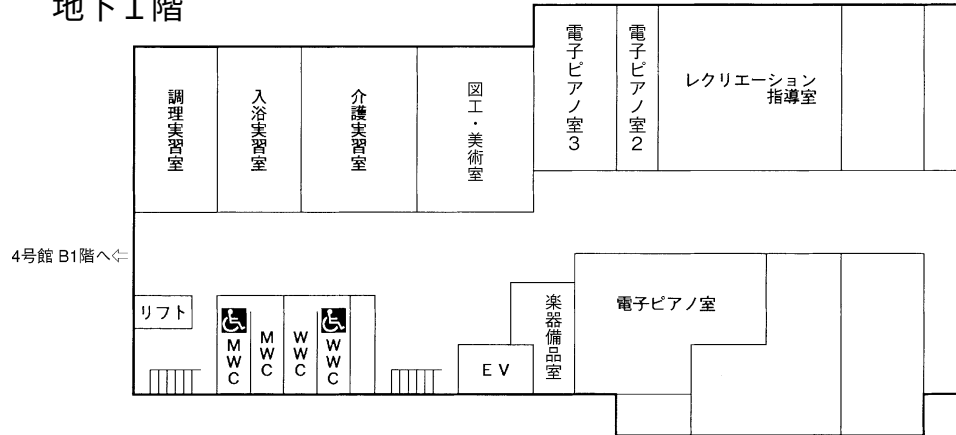 地下1階
調理実習室
入浴実習室
介護実習室
図工・美術室
電子ピアノ室3
電子ピアノ室2
レクリエーション
指導室
4号館 B1階へ⇦
リフト
MWC
MWC
WWC
WWC
EV
楽器備品室
電子ピアノ室